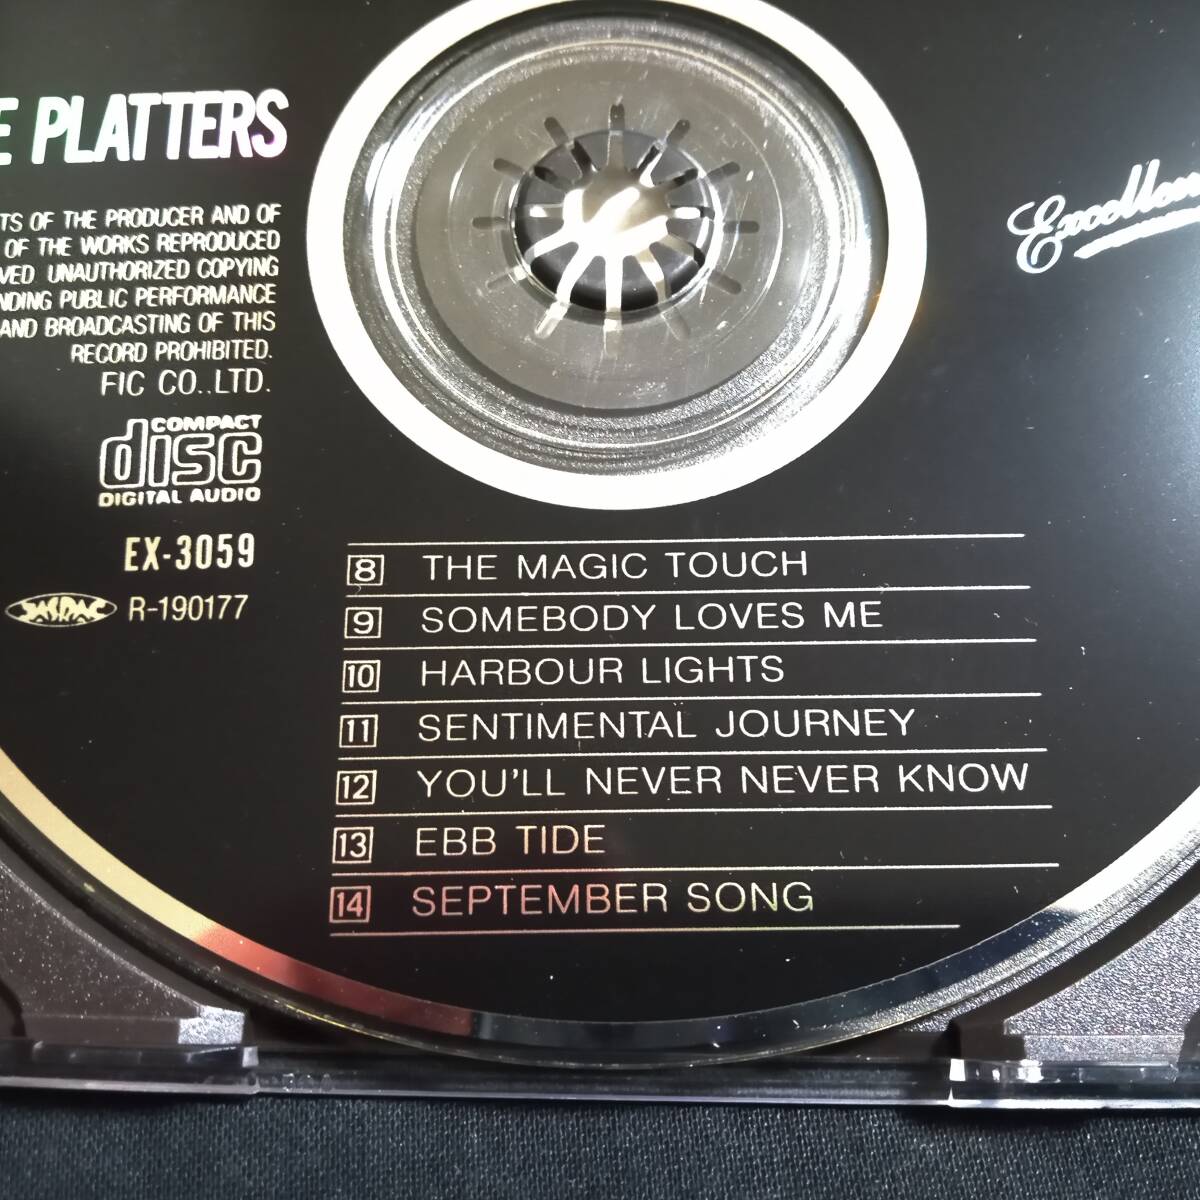 E PLATTERS
TS OF THE PRODUCER AND OF
OF THE WORKS REPRODUCED
VED UNAUTHORIZED COPYING
NDING PUBLIC PERFORMANCE
AND BROADCASTING OF THIS
RECORD PROHIBITED.
FIC CO..LTD.
COMPACT
disc
DIGITAL AUDIO
EX-3059
JASRAC R-190177
8 THE MAGIC TOUCH
9 SOMEBODY LOVES ME
10 HARBOUR LIGHTS
11 SENTIMENTAL JOURNEY
12 YOU'LL NEVER NEVER KNOW
13 EBB TIDE
14 SEPTEMBER SONG